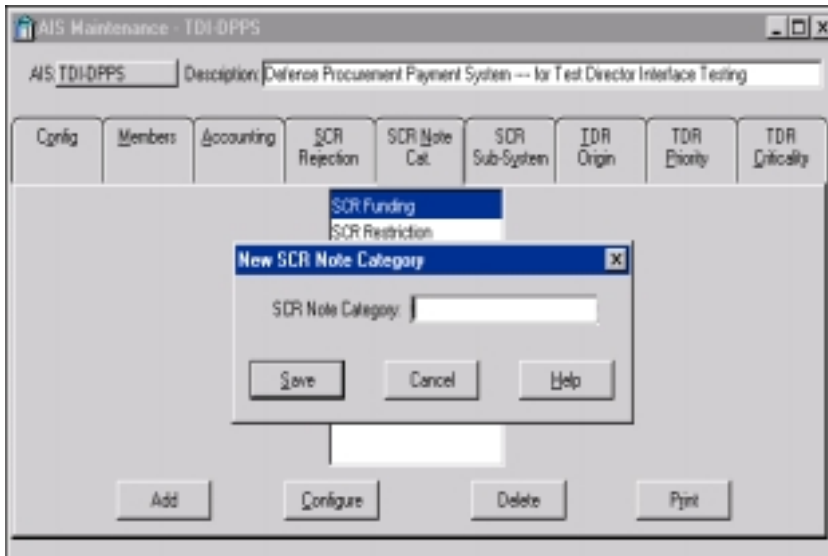 AIS Maintenance - TDI-DPPS
AIS: TDI-DPPS Description: Defense Procurement Payment System --- for Test Director Interface Testing
Config Members Accounting SCR Rejection SCR Note Cat. SCR Sub-System TDR Origin TDR Priority TDR Criticality
SCR Funding
SCR Restriction
New SCR Note Category
SCR Note Category:
Save Cancel Help
Add Configure Delete Print